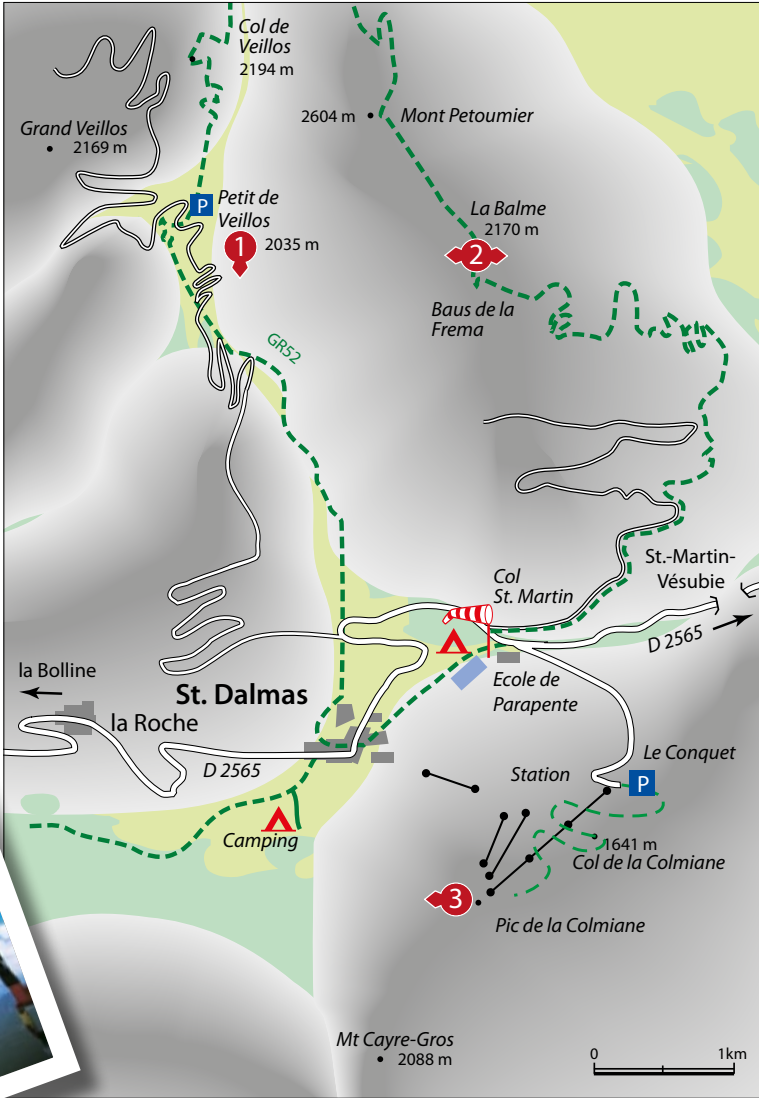 Col de
Veillos
2194 m
Grand Veillos
2169 m
2604 m
Mont Petoumier
P
Petit de
Veillos
1
2035 m
La Balme
2170 m
2
Baus de la
Frema
GR52
Col
St. Martin
St.-Martin-
Vésubie
D 2565
la Bolline
la Roche
St. Dalmas
Ecole de
Parapente
D 2565
Station
Le Conquet
P
Camping
1641 m
Col de la Colmiane
3
Pic de la Colmiane
Mt Cayre-Gros
2088 m
0
1km